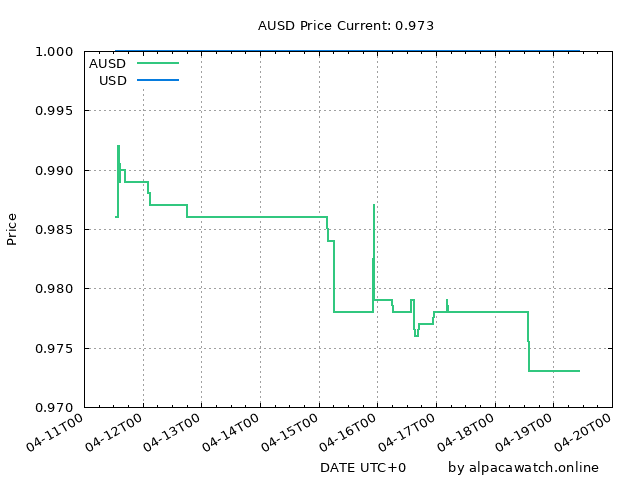 AUSD Price Current: 0.973
1.000
0.995
0.990
0.985
0.980
0.975
0.970
Price
AUSD
USD
04-11T00
04-12T00
04-13T00
04-14T00
04-15T00
04-16T00
04-17T00
04-18T00
04-19T00
04-20T00
DATE UTC+0
by alpacawatch.online